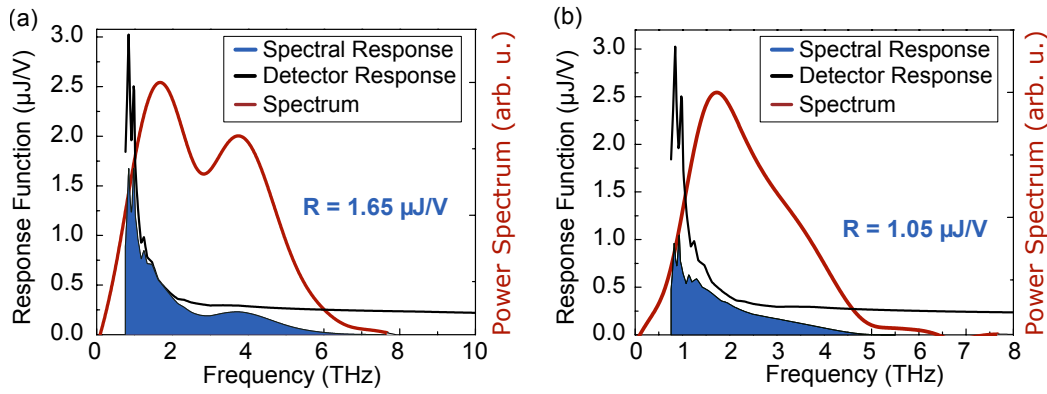 (a)
3.0
2.5
2.0
1.5
1.0
0.5
0.0
Response Function (µJ/V)
Spectral Response
Detector Response
Spectrum
R = 1.65 µJ/V
Power Spectrum (arb. u.)
0 2 4 6 8 10
Frequency (THz)
(b)
3.0
2.5
2.0
1.5
1.0
0.5
0.0
Response Function (µJ/V)
Spectral Response
Detector Response
Spectrum
R = 1.05 µJ/V
Power Spectrum (arb. u.)
0 1 2 3 4 5 6 7 8
Frequency (THz)